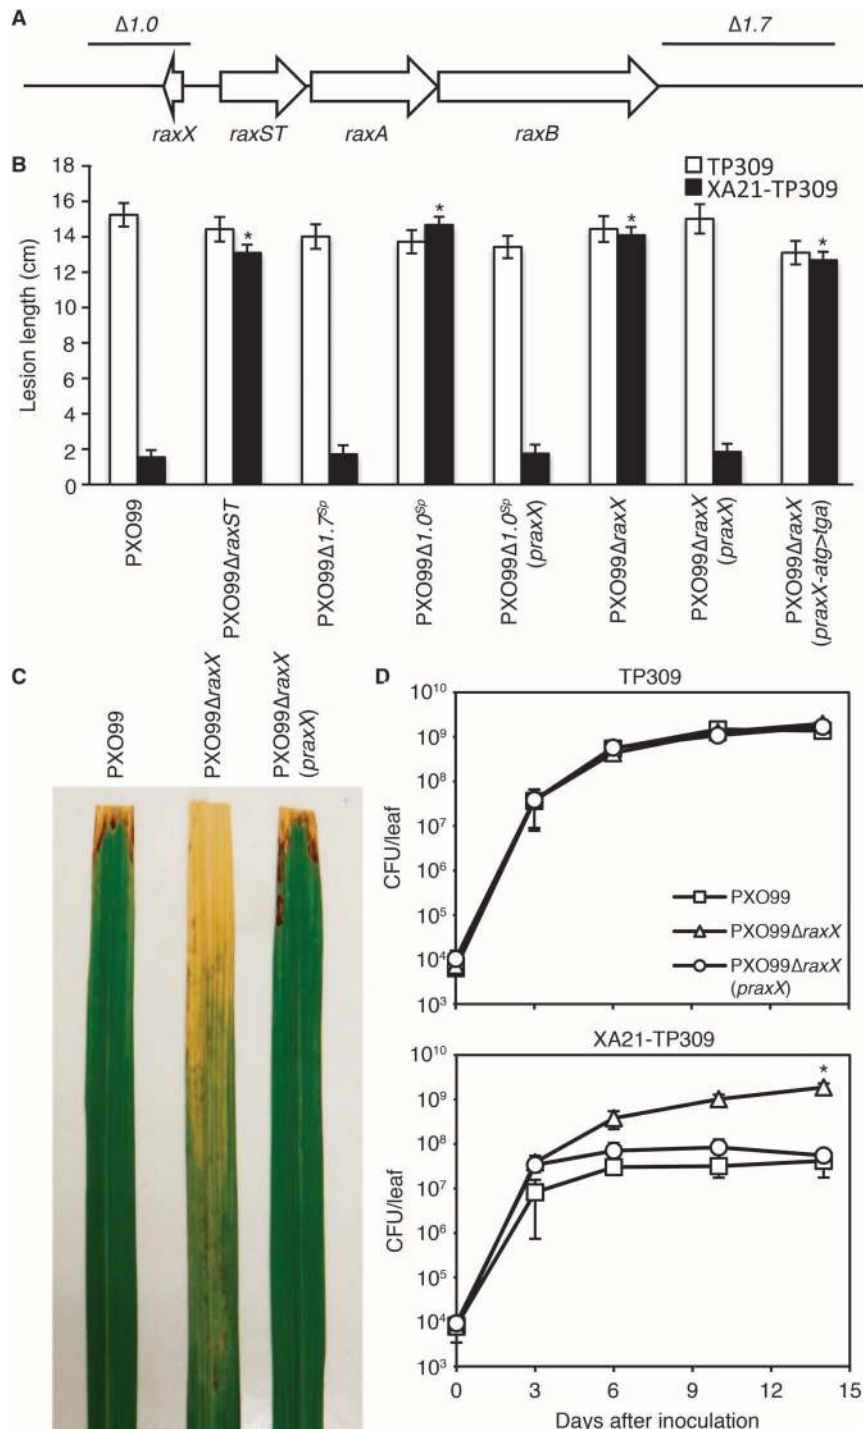 A
Δ1.0
Δ1.7
raxX
raxST
raxA
raxB
B
TP309
XA21-TP309
Lesion length (cm)
18
16
14
12
10
8
6
4
2
0
*
*
*
*
PXO99
PXO99ΔraxST
PXO99Δ1.7Sp
PXO99Δ1.0Sp
PXO99Δ1.0Sp
(praxX)
PXO99ΔraxX
PXO99ΔraxX
(praxX)
PXO99ΔraxX
(praxX-atg>tga)
C
PXO99
PXO99ΔraxX
PXO99ΔraxX
(praxX)
D
TP309
CFU/leaf
10^10
10^9
10^8
10^7
10^6
10^5
10^4
10^3
PXO99
PXO99ΔraxX
PXO99ΔraxX
(praxX)
XA21-TP309
CFU/leaf
10^10
10^9
10^8
10^7
10^6
10^5
10^4
10^3
*
0 3 6 9 12 15
Days after inoculation